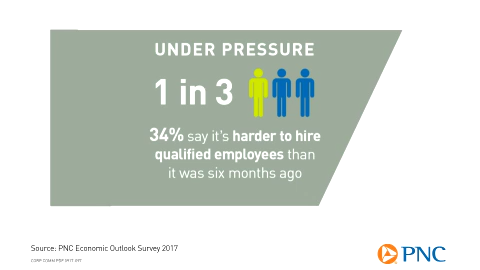 UNDER PRESSURE
1 in 3
34% say it's harder to hire
qualified employees than
it was six months ago
Source: PNC Economic Outlook Survey 2017
PNC